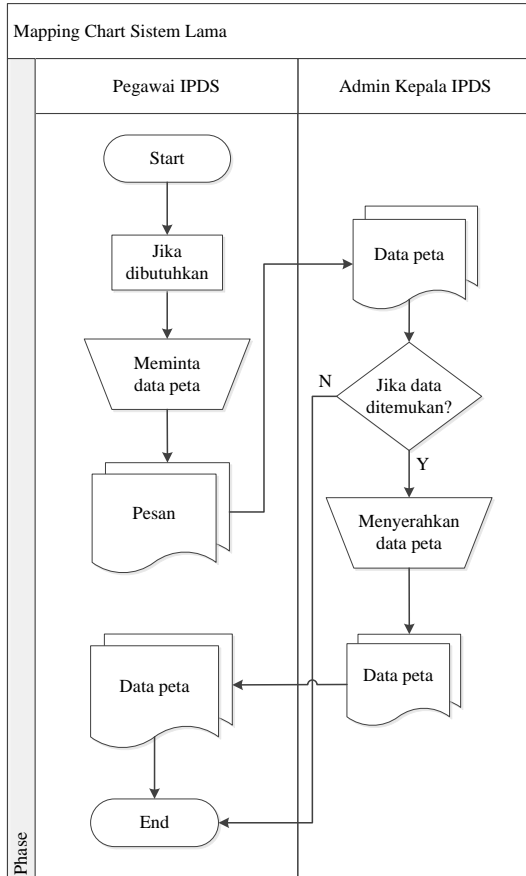 Mapping Chart Sistem Lama
Pegawai IPDS
Admin Kepala IPDS
Start
Jika
dibutuhkan
Meminta
data peta
Pesan
Data peta
Jika data
ditemukan?
N
Y
Menyerahkan
data peta
Data peta
Data peta
End
Phase